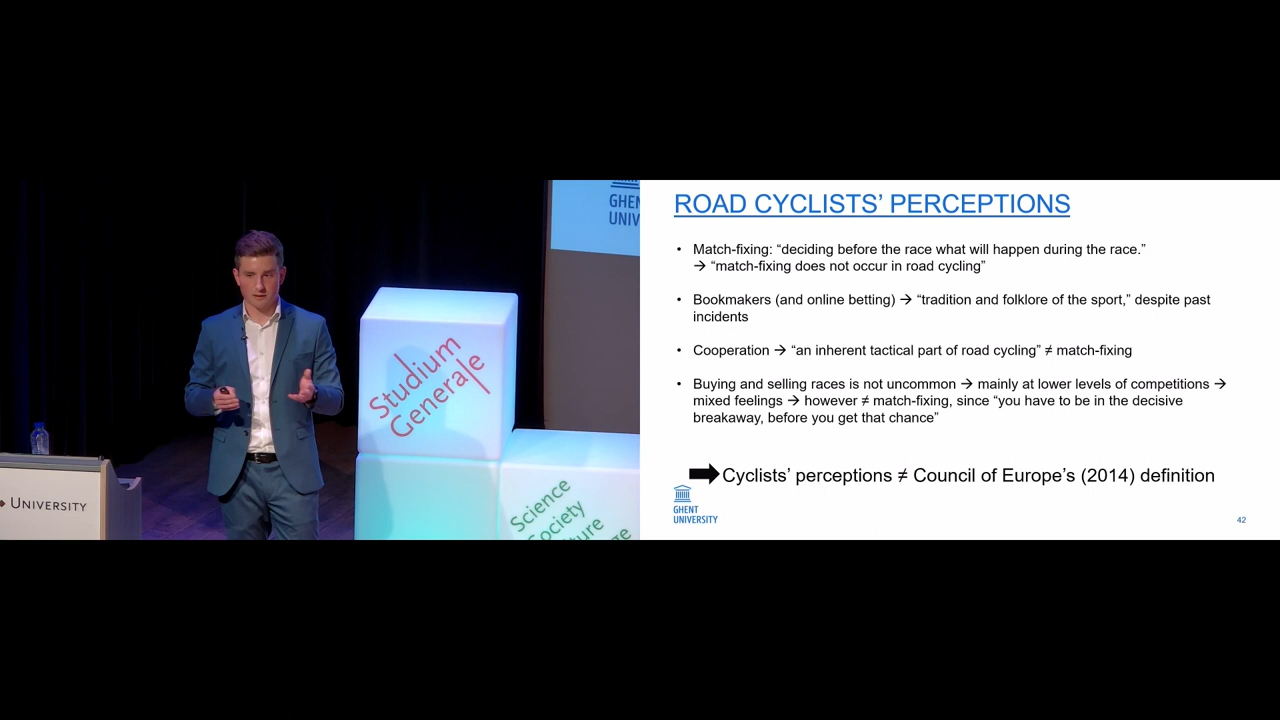 GHEN
UNIV
Studium
Generale
Science
Society
UNIVERSITY
ROAD CYCLISTS’ PERCEPTIONS
• Match-fixing: “deciding before the race what will happen during the race.”
→ “match-fixing does not occur in road cycling”
• Bookmakers (and online betting) → “tradition and folklore of the sport,” despite past
incidents
• Cooperation → “an inherent tactical part of road cycling” ≠ match-fixing
• Buying and selling races is not uncommon → mainly at lower levels of competitions →
mixed feelings → however ≠ match-fixing, since “you have to be in the decisive
breakaway, before you get that chance”
Cyclists’ perceptions ≠ Council of Europe’s (2014) definition
GHENT
UNIVERSITY
42